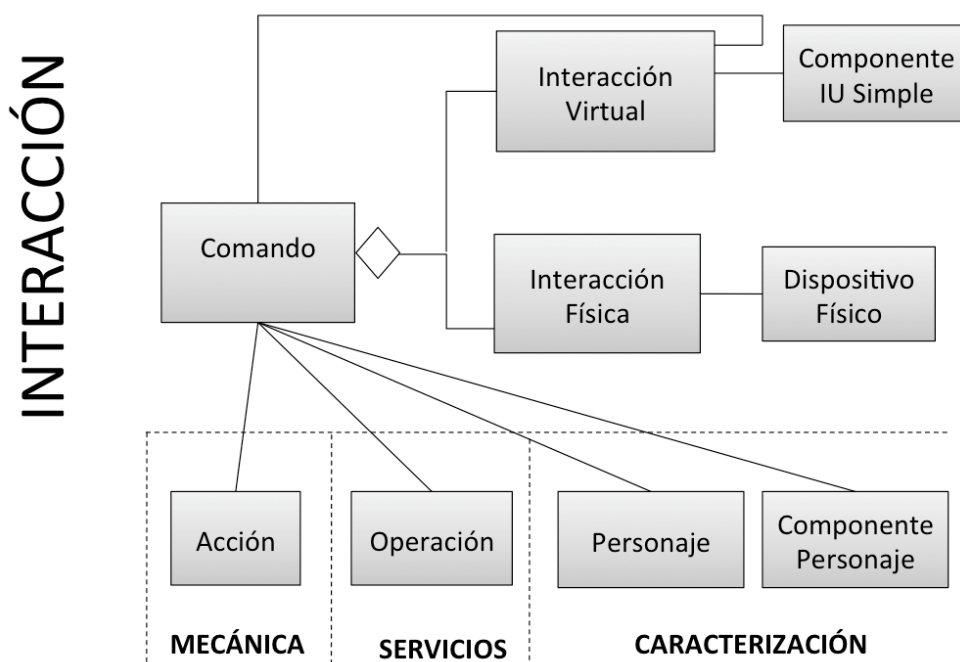 INTERACCIÓN
Interacción
Virtual
Componente
IU Simple
Comando
Interacción
Física
Dispositivo
Físico
Acción
Operación
Personaje
Componente
Personaje
MECÁNICA
SERVICIOS
CARACTERIZACIÓN